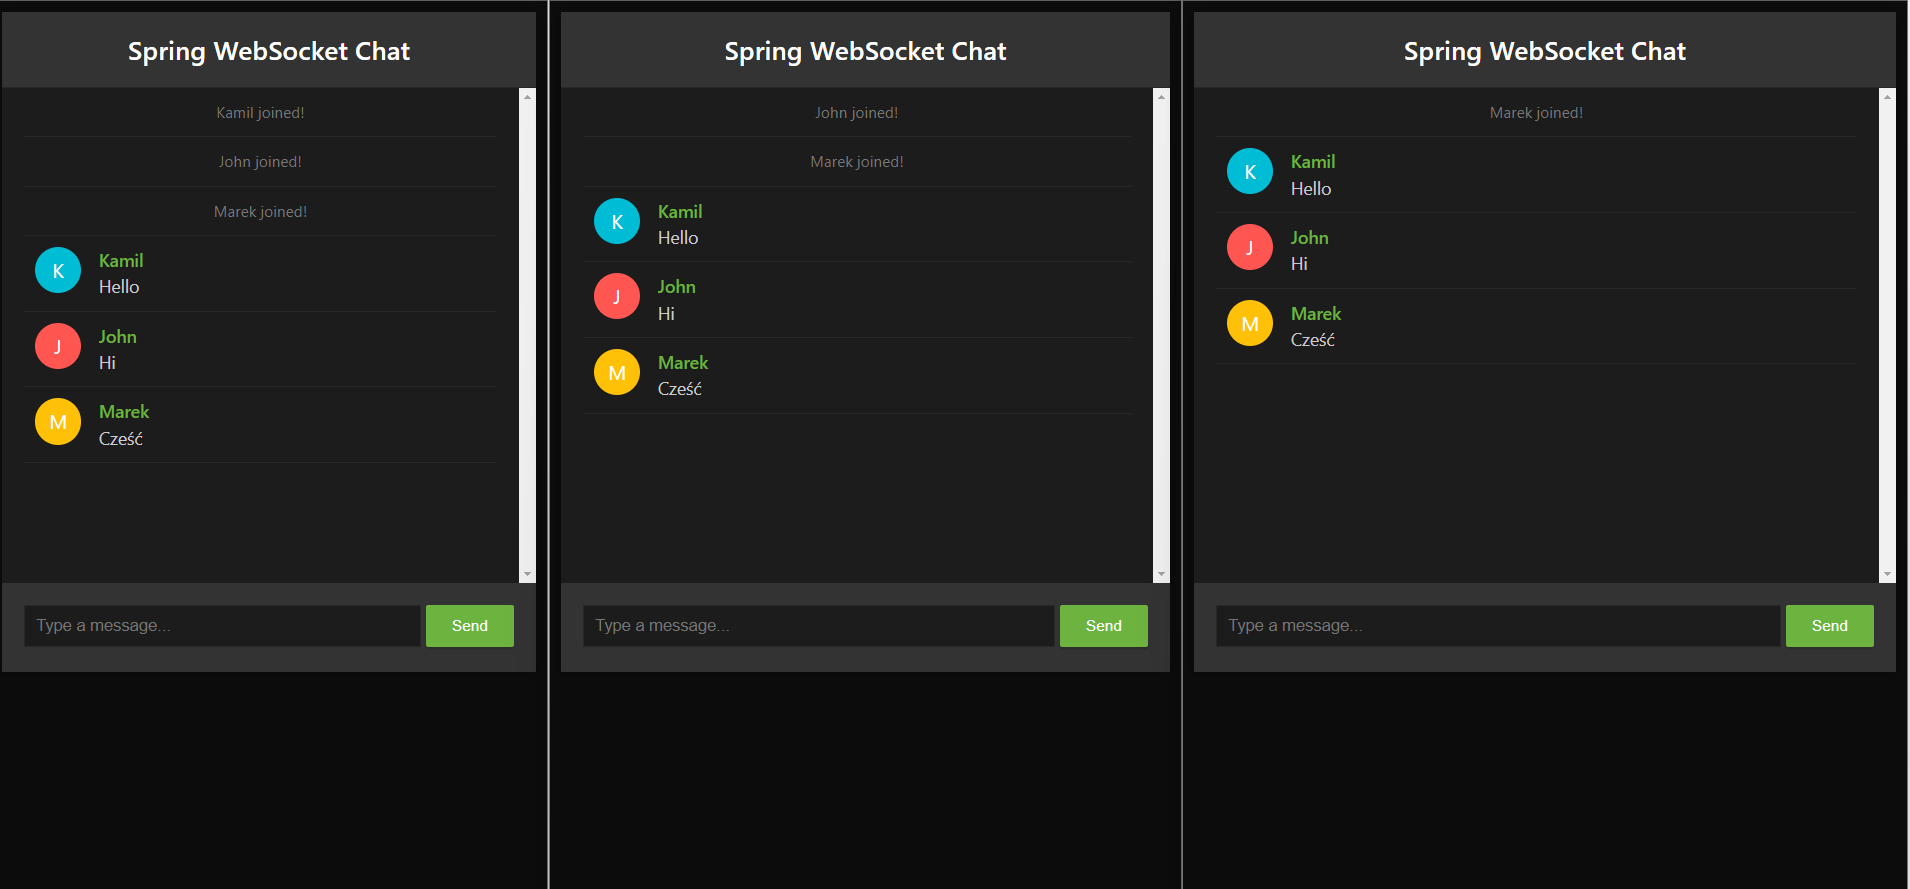 Spring WebSocket Chat
Kamil joined!
John joined!
Marek joined!
K
Kamil
Hello
J
John
Hi
M
Marek
Cześć
Type a message...
Send
Spring WebSocket Chat
John joined!
Marek joined!
K
Kamil
Hello
J
John
Hi
M
Marek
Cześć
Type a message...
Send
Spring WebSocket Chat
Marek joined!
K
Kamil
Hello
J
John
Hi
M
Marek
Cześć
Type a message...
Send